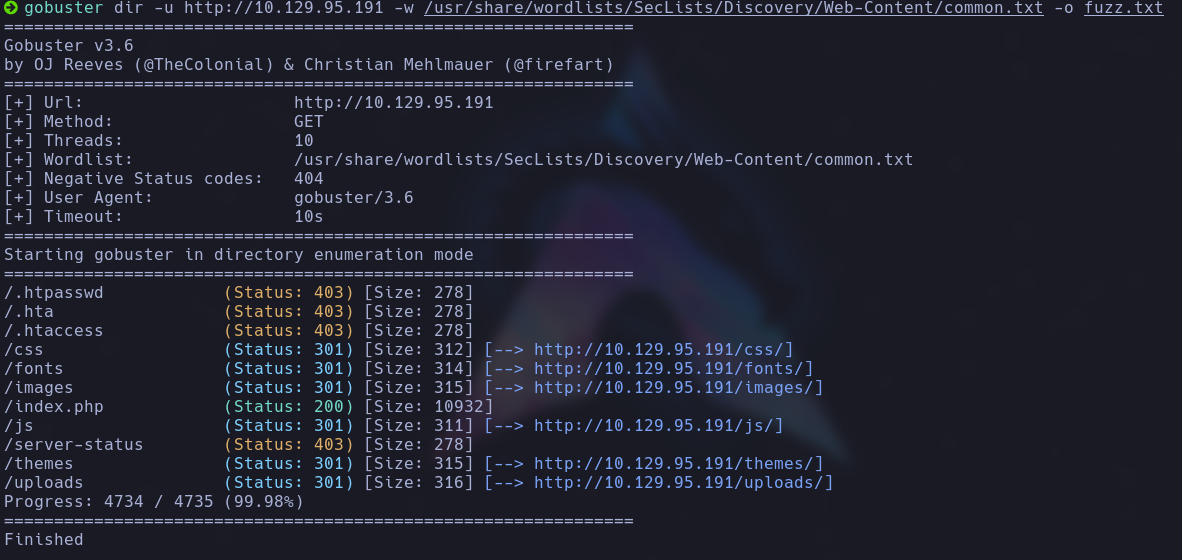 gobuster dir -u http://10.129.95.191 -w /usr/share/wordlists/SecLists/Discovery/Web-Content/common.txt -o fuzz.txt
===============================================================
Gobuster v3.6
by OJ Reeves (@TheColonial) & Christian Mehlmauer (@firefart)
===============================================================
[+] Url:                     http://10.129.95.191
[+] Method:                  GET
[+] Threads:                 10
[+] Wordlist:                /usr/share/wordlists/SecLists/Discovery/Web-Content/common.txt
[+] Negative Status codes:   404
[+] User Agent:              gobuster/3.6
[+] Timeout:                 10s
===============================================================
Starting gobuster in directory enumeration mode
===============================================================
/.htpasswd            (Status: 403) [Size: 278]
/.hta                 (Status: 403) [Size: 278]
/.htaccess            (Status: 403) [Size: 278]
/css                  (Status: 301) [Size: 312] [--> http://10.129.95.191/css/]
/fonts                (Status: 301) [Size: 314] [--> http://10.129.95.191/fonts/]
/images               (Status: 301) [Size: 315] [--> http://10.129.95.191/images/]
/index.php            (Status: 200) [Size: 10932]
/js                   (Status: 301) [Size: 311] [--> http://10.129.95.191/js/]
/server-status        (Status: 403) [Size: 278]
/themes               (Status: 301) [Size: 315] [--> http://10.129.95.191/themes/]
/uploads              (Status: 301) [Size: 316] [--> http://10.129.95.191/uploads/]
Progress: 4734 / 4735 (99.98%)
===============================================================
Finished